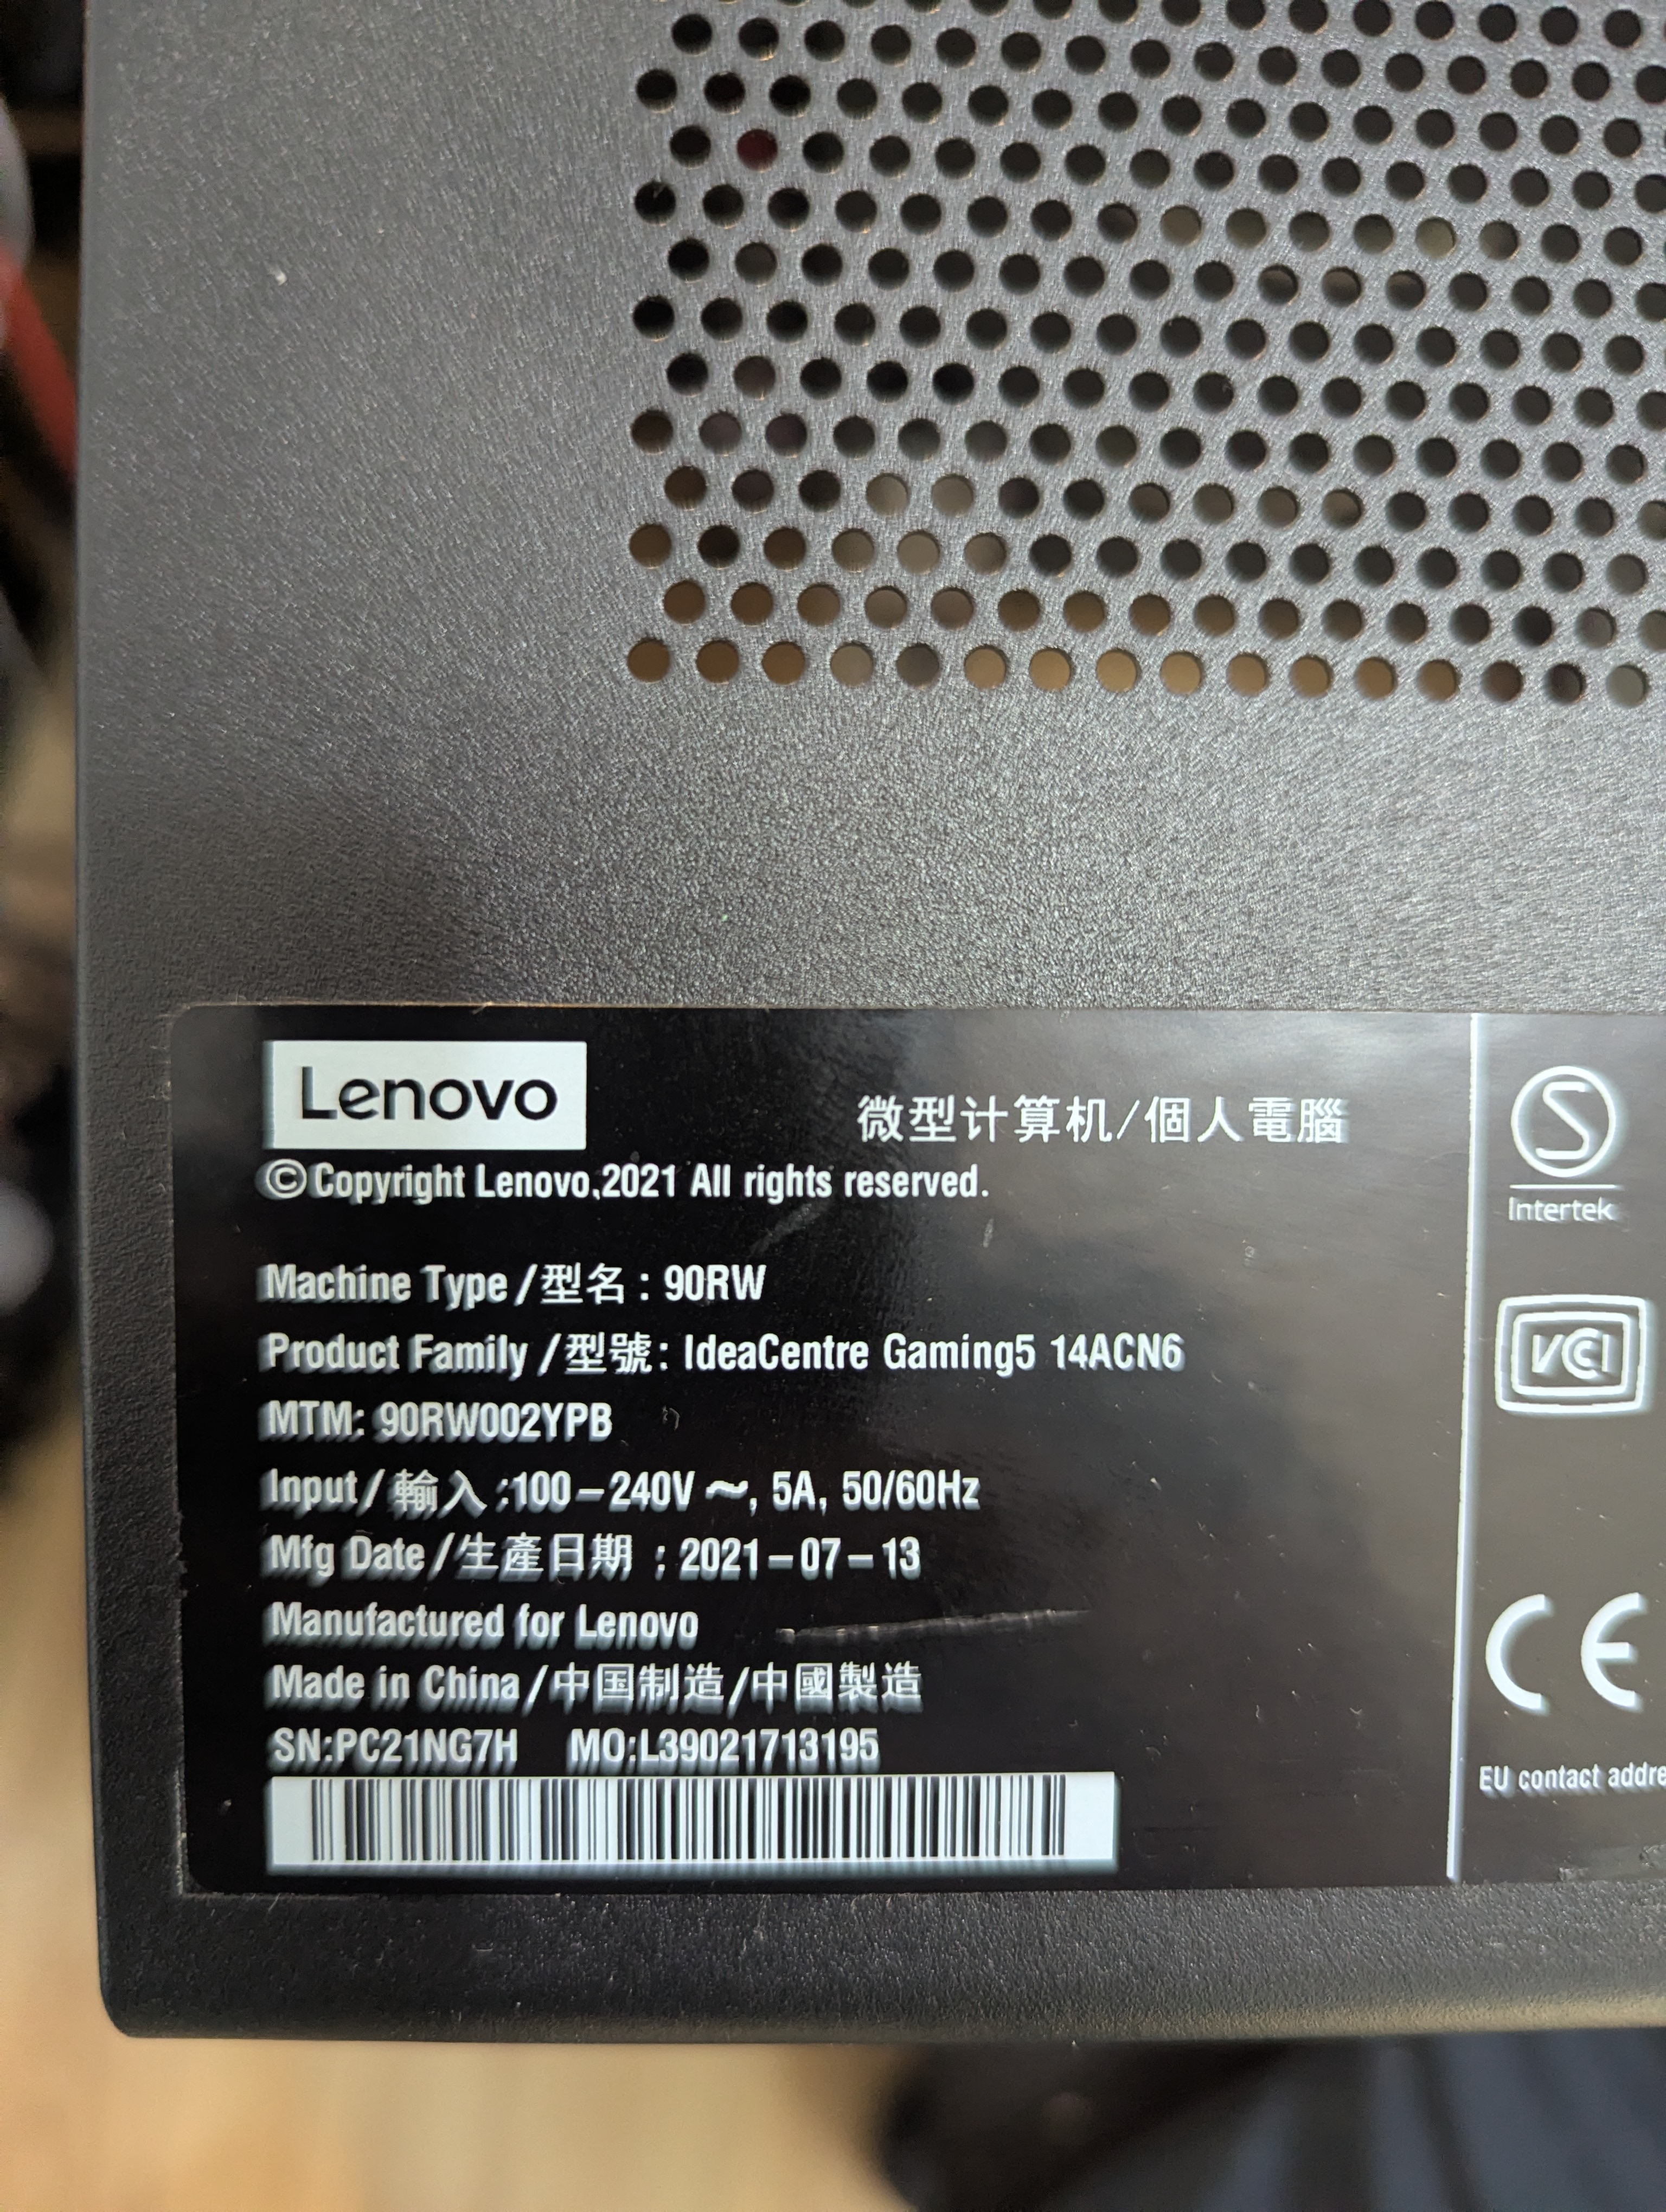 Lenovo
微型计算机/個人電腦
©Copyright Lenovo,2021 All rights reserved.
Machine Type/型名: 90RW
Product Family/型號: IdeaCentre Gaming5 14ACN6
MTM: 90RW002YPB
Input/輸入:100-240V～, 5A, 50/60Hz
Mfg Date/生產日期 : 2021-07-13
Manufactured for Lenovo
Made in China/中国制造/中國製造
SN:PC21NG7H MO:L39021713195
S
Intertek
VCCI
CE
EU contact